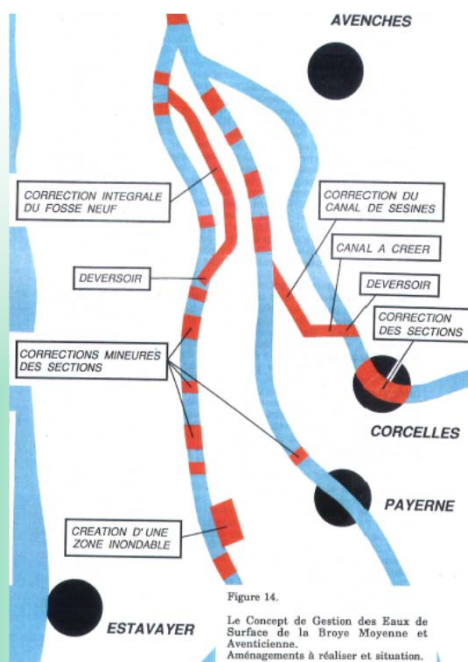 AVENCHES
CORRECTION INTEGRALE
DU FOSSE NEUF
CORRECTION DU
CANAL DE SESINES
CANAL A CREER
DEVERSOIR
DEVERSOIR
CORRECTION
DES SECTIONS
CORRECTIONS MINEURES
DES SECTIONS
CORCELLES
PAYERNE
CREATION D'UNE
ZONE INONDABLE
ESTAVAYER
Figure 14.
Le Concept de Gestion des Eaux de
Surface de la Broye Moyenne et
Aventicienne.
Aménagements à réaliser et situation.